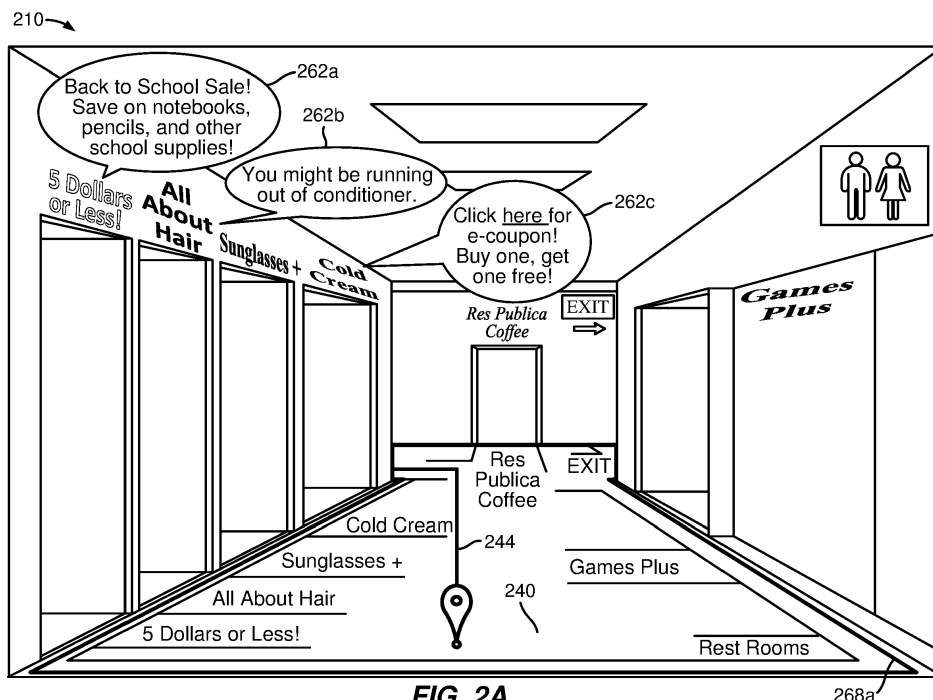 210
Back to School Sale!
Save on notebooks,
pencils, and other
school supplies!
262a
262b
You might be running
out of conditioner.
262c
Click here for
e-coupon!
Buy one, get
one free!
5 Dollars
or Less!
All
About
Hair
Sunglasses +
Cold
Cream
Res Publica
Coffee
EXIT
Games
Plus
Res
Publica
Coffee
EXIT
Cold Cream
244
Sunglasses +
Games Plus
All About Hair
240
5 Dollars or Less!
Rest Rooms
FIG. 2A
268a